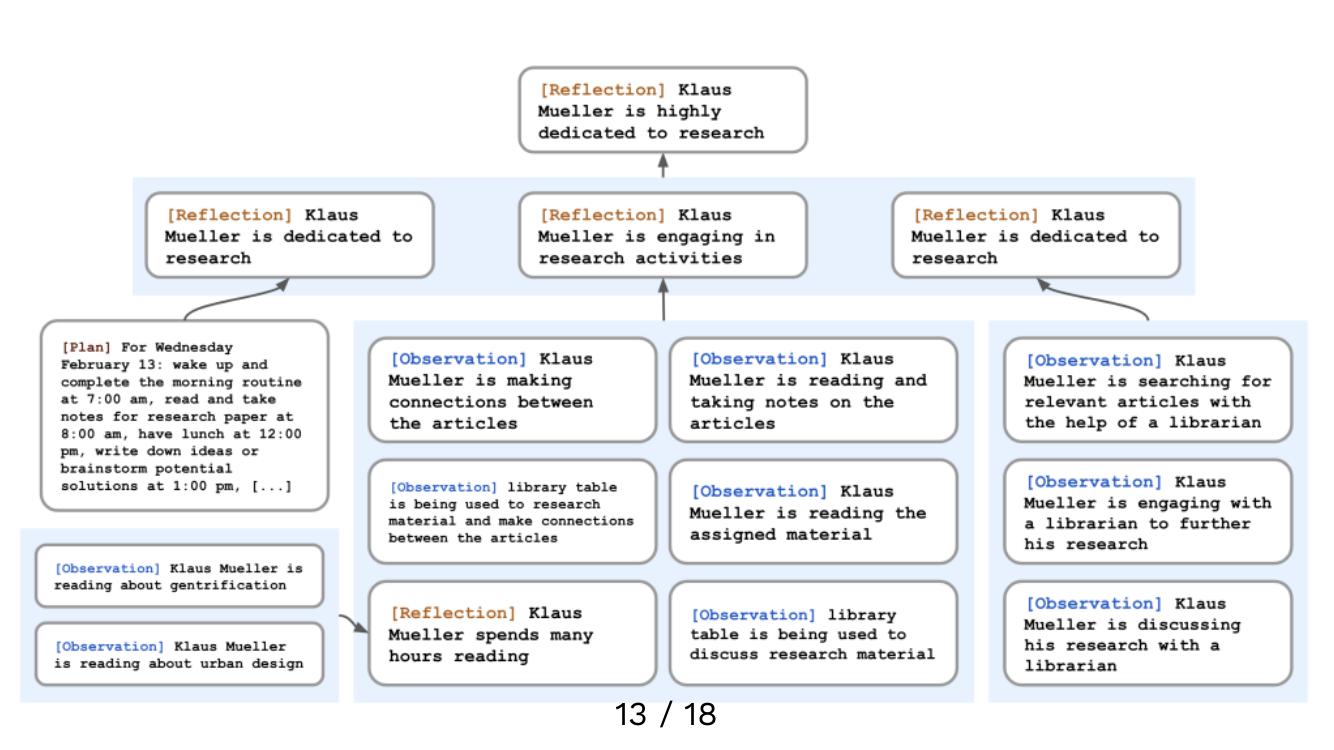 [Reflection] Klaus
Mueller is highly
dedicated to research
[Reflection] Klaus
Mueller is dedicated to
research
[Reflection] Klaus
Mueller is engaging in
research activities
[Reflection] Klaus
Mueller is dedicated to
research
[Plan] For Wednesday
February 13: wake up and
complete the morning routine
at 7:00 am, read and take
notes for research paper at
8:00 am, have lunch at 12:00
pm, write down ideas or
brainstorm potential
solutions at 1:00 pm, [...]
[Observation] Klaus Mueller is
reading about gentrification
[Observation] Klaus Mueller
is reading about urban design
[Observation] Klaus
Mueller is making
connections between
the articles
[Observation] Klaus
Mueller is reading and
taking notes on the
articles
[Observation] library table
is being used to research
material and make connections
between the articles
[Observation] Klaus
Mueller is reading the
assigned material
[Reflection] Klaus
Mueller spends many
hours reading
[Observation] library
table is being used to
discuss research material
[Observation] Klaus
Mueller is searching for
relevant articles with
the help of a librarian
[Observation] Klaus
Mueller is engaging with
a librarian to further
his research
[Observation] Klaus
Mueller is discussing
his research with a
librarian
13 / 18